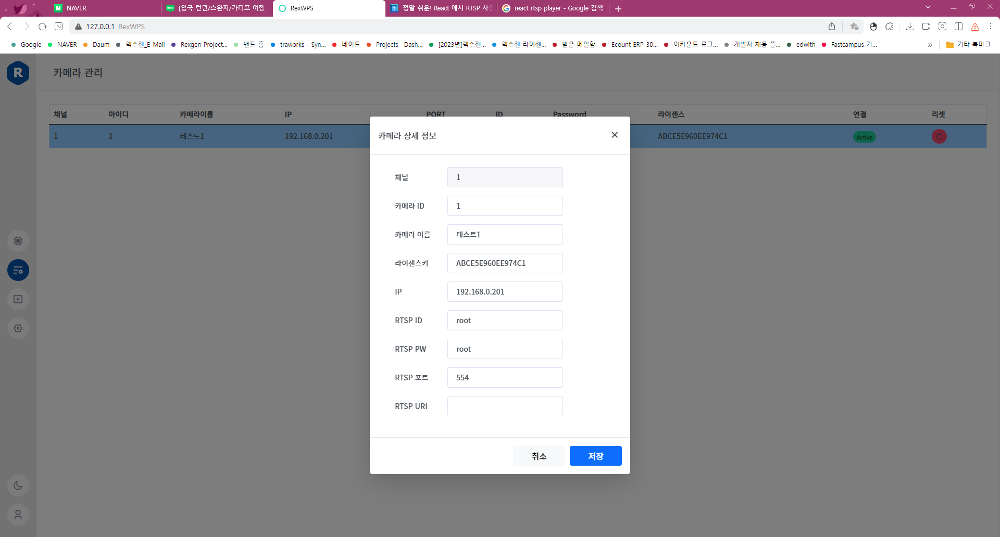 NAVER
[영국 런던/스완지/카디프 여행]
RexWPS
정말 쉬운! React 에서 RTSP 사용
react rtsp player - Google 검색
127.0.0.1 RexWPS
Google NAVER Daum 렉스젠_E-Mail Rexgen Project... 밴드 홈 traworks - Syn... 네이트 Projects · Dash... [2023년]렉스젠... 렉스젠 라이센... 받은 메일함 Ecount ERP-30... 이카운트 로그... 개발자 채용 플... edwith Fastcampus 기... » 기타 북마크
R 카메라 관리
채널 아이디 카메라이름 IP PORT ID Password 라이센스 연결 리셋
1 1 테스트1 192.168.0.201 ABCE5E960EE974C1 Active
카메라 상세 정보
채널 1
카메라 ID 1
카메라 이름 테스트1
라이센스키 ABCE5E960EE974C1
IP 192.168.0.201
RTSP ID root
RTSP PW root
RTSP 포트 554
RTSP URI
취소 저장